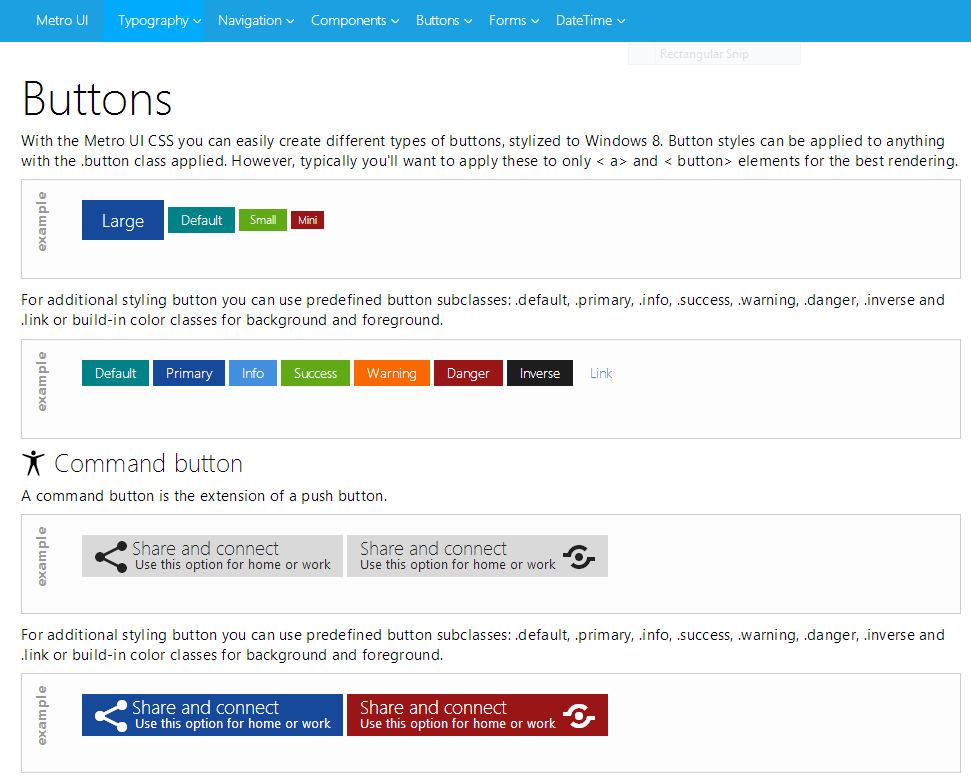 Metro UI Typography Navigation Components Buttons Forms DateTime
Rectangular Snip
Buttons
With the Metro UI CSS you can easily create different types of buttons, stylized to Windows 8. Button styles can be applied to anything
with the .button class applied. However, typically you'll want to apply these to only < a> and < button> elements for the best rendering.
example
Large Default Small Mini
For additional styling button you can use predefined button subclasses: .default, .primary, .info, .success, .warning, .danger, .inverse and
.link or build-in color classes for background and foreground.
example
Default Primary Info Success Warning Danger Inverse Link
Command button
A command button is the extension of a push button.
example
Share and connect Share and connect
Use this option for home or work Use this option for home or work
For additional styling button you can use predefined button subclasses: .default, .primary, .info, .success, .warning, .danger, .inverse and
.link or build-in color classes for background and foreground.
example
Share and connect Share and connect
Use this option for home or work Use this option for home or work